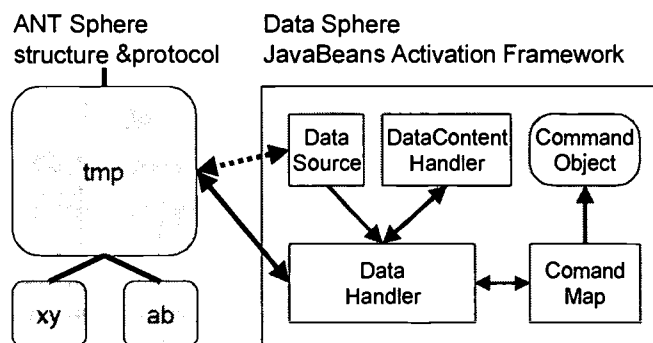 ANT Sphere
structure &protocol
Data Sphere
JavaBeans Activation Framework
tmp
xy
ab
Data
Source
DataContent
Handler
Command
Object
Data
Handler
Comand
Map